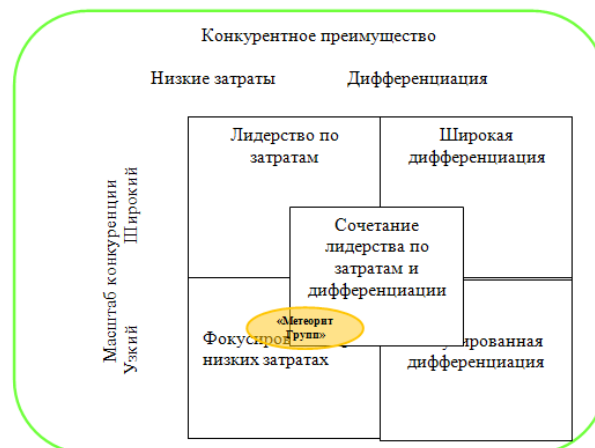 Конкурентное преимущество
Низкие затраты Дифференциация
Масштаб конкуренции
Широкий
Узкий
Лидерство по
затратам
Широкая
дифференциация
Сочетание
лидерства по
затратам и
дифференциации
«Метеорит
Групп»
низких затратах
дифференциация